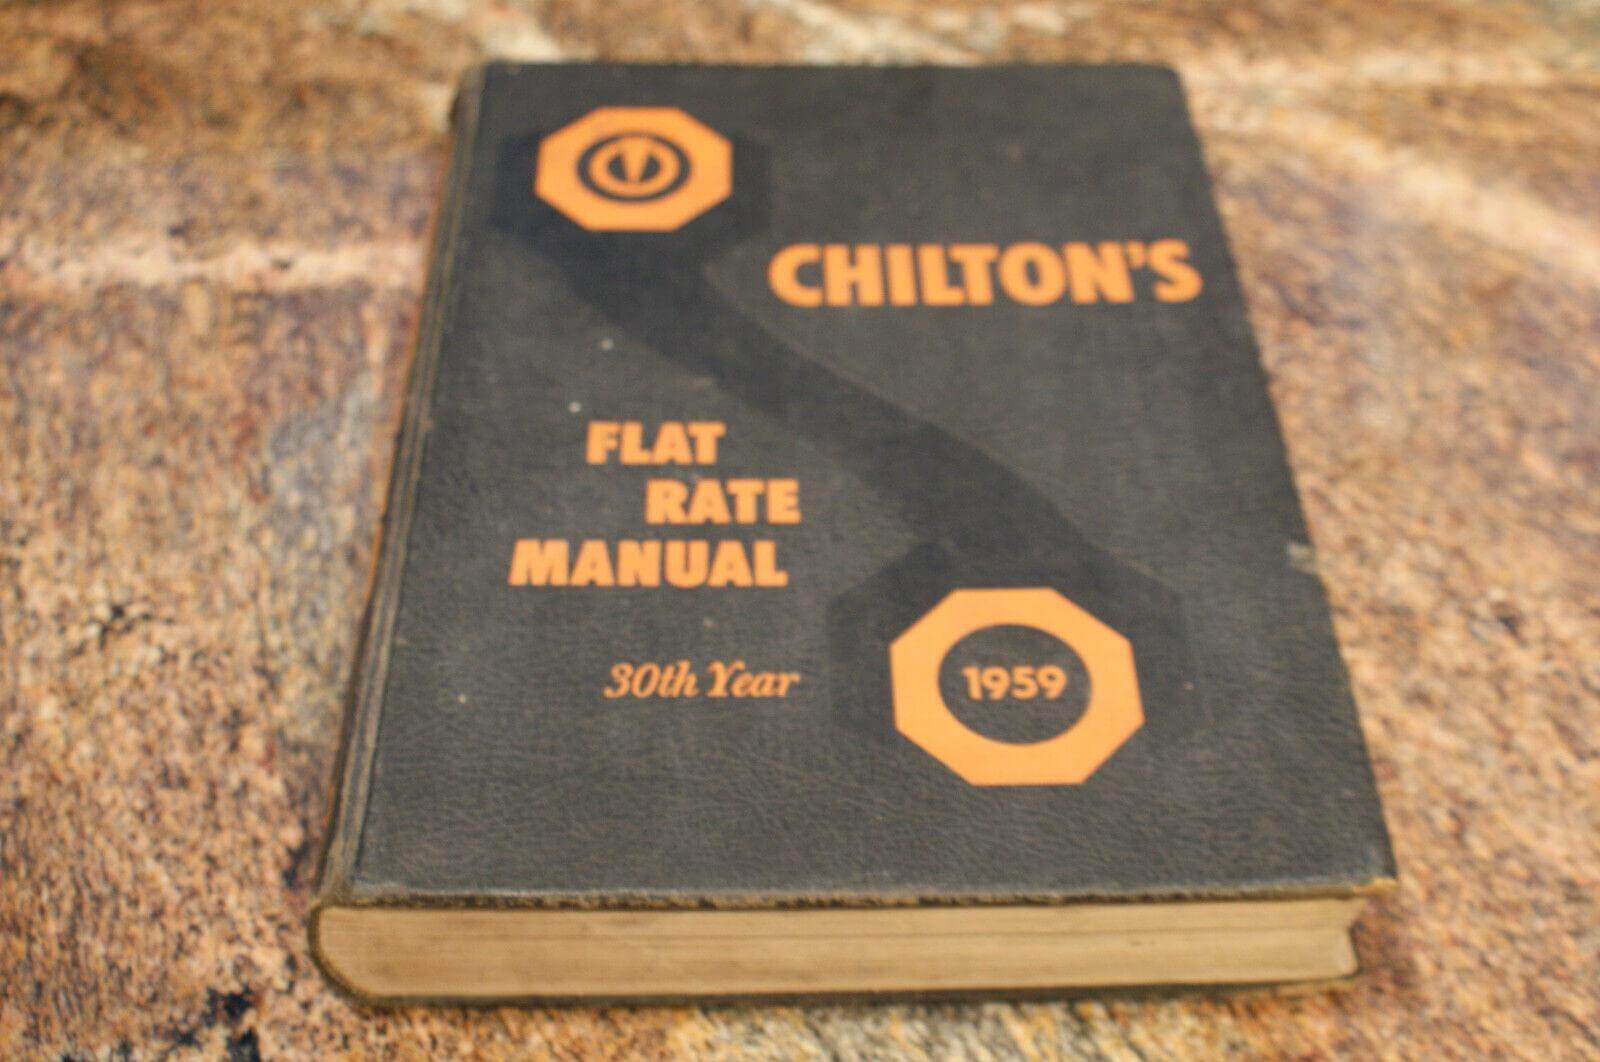 CHILTON'S
FLAT
RATE
MANUAL
30th Year
1959